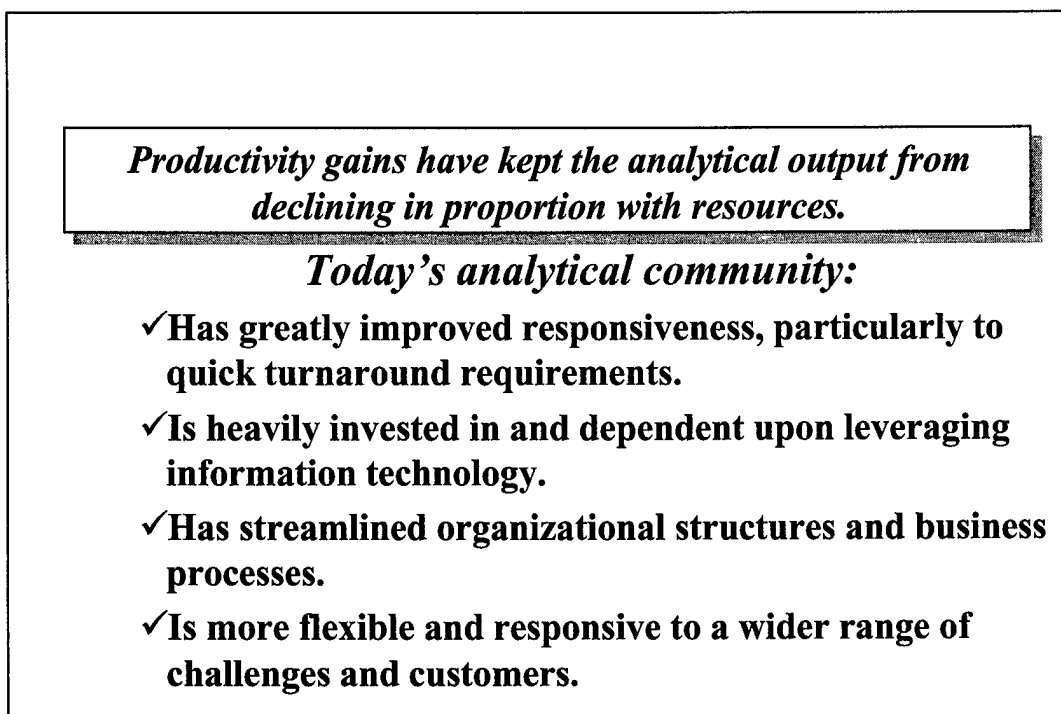 Productivity gains have kept the analytical output from
declining in proportion with resources.
Today's analytical community:
✓Has greatly improved responsiveness, particularly to
quick turnaround requirements.
✓Is heavily invested in and dependent upon leveraging
information technology.
✓Has streamlined organizational structures and business
processes.
✓Is more flexible and responsive to a wider range of
challenges and customers.